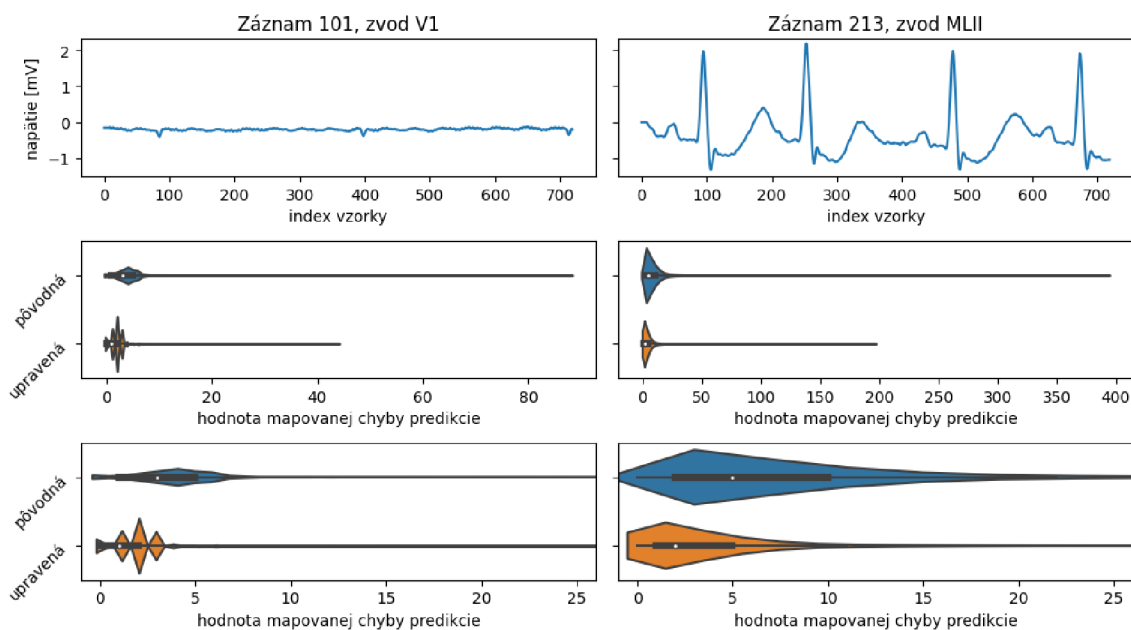 Záznam 101, zvod V1
Záznam 213, zvod MLII
napätie [mV]
2
1
0
−1
0 100 200 300 400 500 600 700
index vzorky
0 100 200 300 400 500 600 700
index vzorky
pôvodná
upravená
0 20 40 60 80
hodnota mapovanej chyby predikcie
0 50 100 150 200 250 300 350 400
hodnota mapovanej chyby predikcie
pôvodná
upravená
0 5 10 15 20 25
hodnota mapovanej chyby predikcie
0 5 10 15 20 25
hodnota mapovanej chyby predikcie